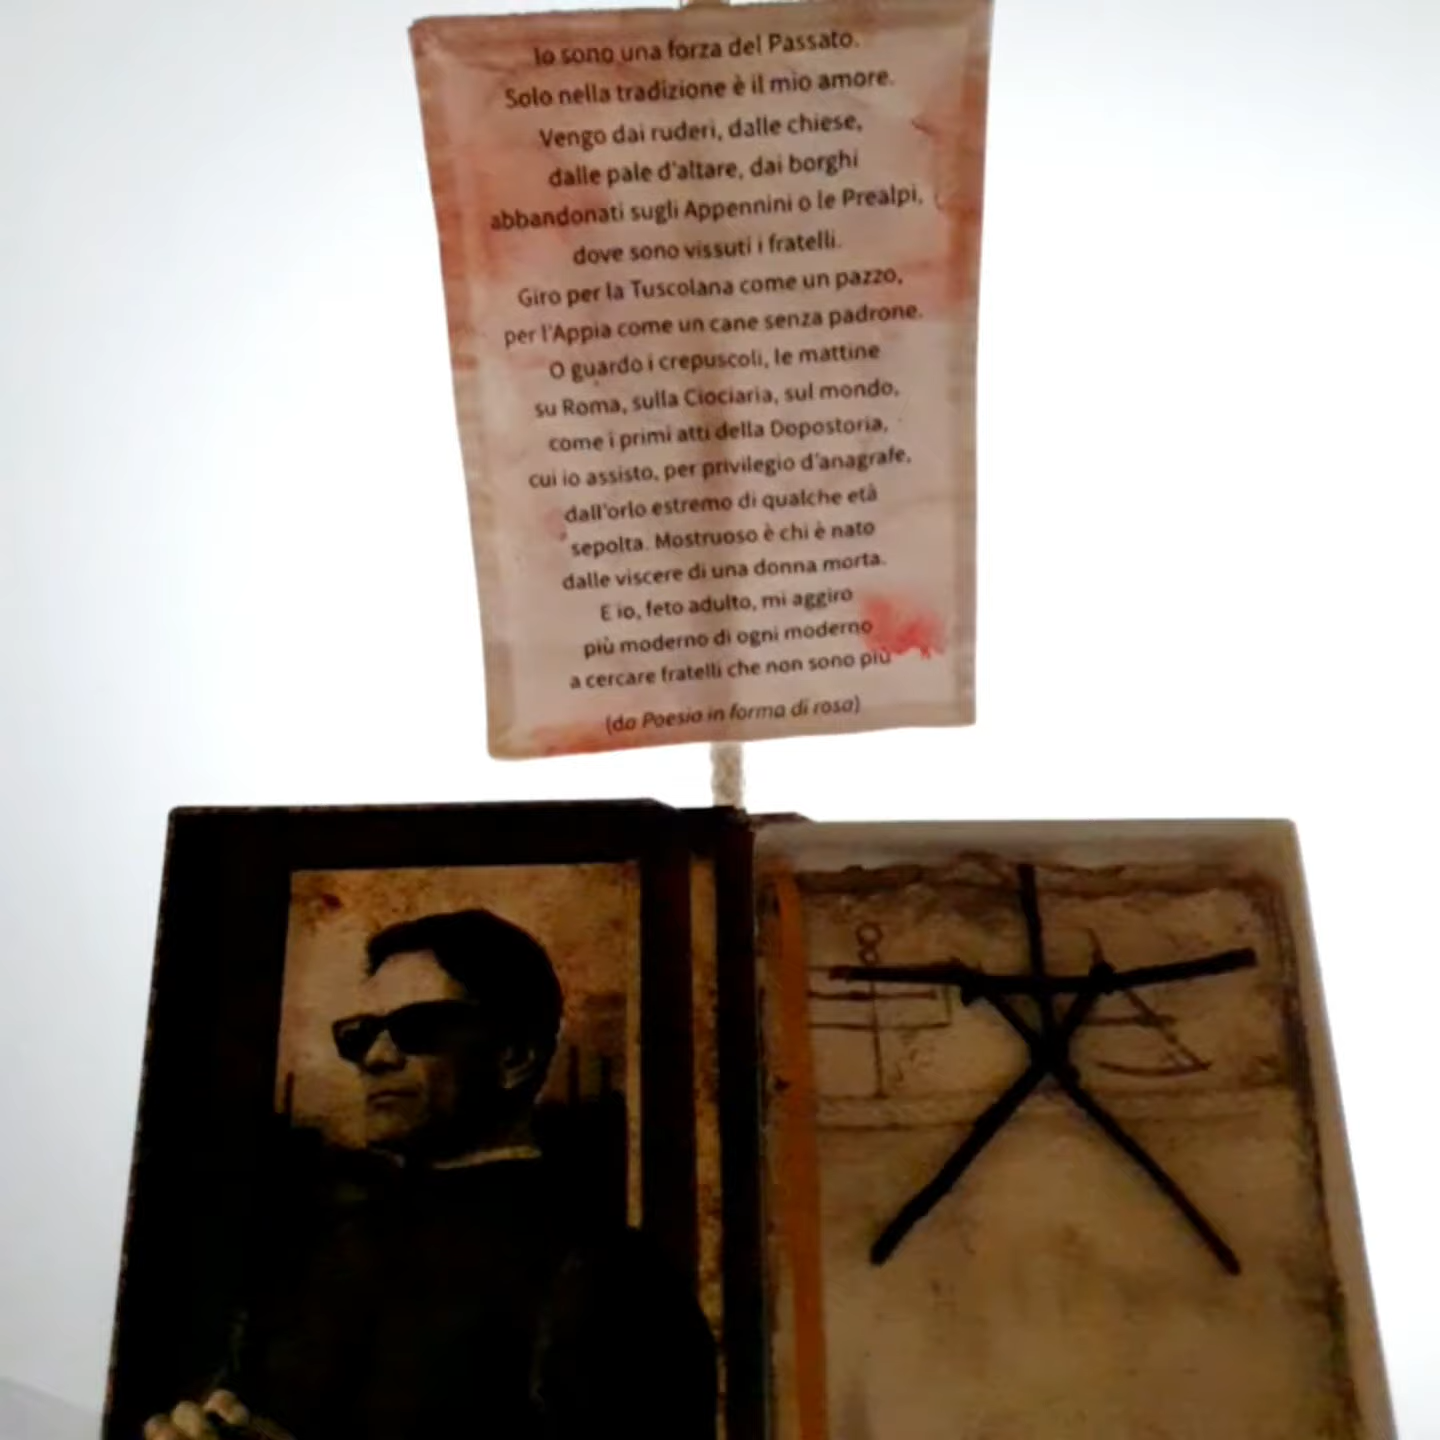 Io sono una forza del Passato.
Solo nella tradizione è il mio amore.
Vengo dai ruderi, dalle chiese,
dalle pale d'altare, dai borghi
abbandonati sugli Appennini o le Prealpi,
dove sono vissuti i fratelli.
Giro per la Tuscolana come un pazzo,
per l'Appia come un cane senza padrone.
O guardo i crepuscoli, le mattine
su Roma, sulla Ciociaria, sul mondo,
come i primi atti della Dopostoria,
cui io assisto, per privilegio d'anagrafe,
dall'orlo estremo di qualche età
sepolta. Mostruoso è chi è nato
dalle viscere di una donna morta.
E io, feto adulto, mi aggiro
più moderno di ogni moderno
a cercare fratelli che non sono più
(da Poesia in forma di rosa)